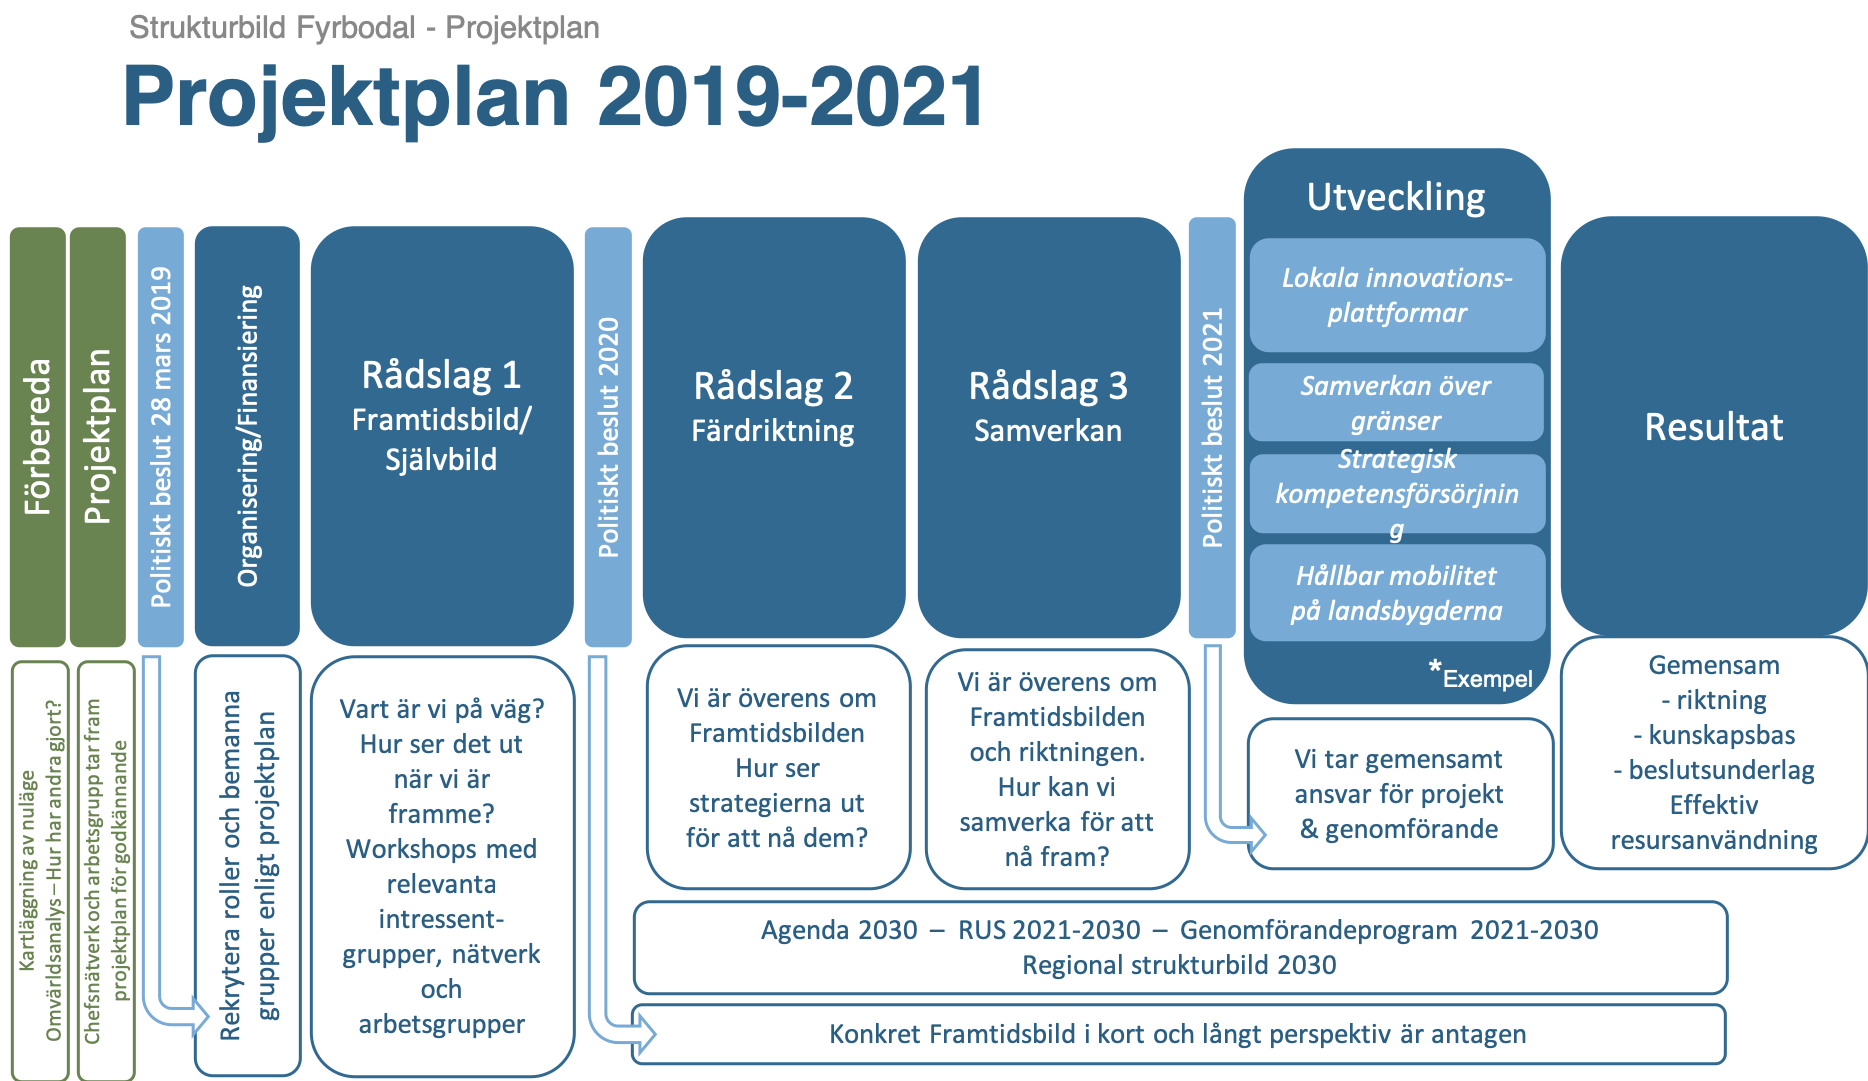 Strukturbild Fyrbodal - Projektplan
Projektplan 2019-2021
Förbereda
Projektplan
Politiskt beslut 28 mars 2019
Organisering/Finansiering
Rådslag 1
Framtidsbild/
Självbild
Politiskt beslut 2020
Rådslag 2
Färdriktning
Rådslag 3
Samverkan
Politiskt beslut 2021
Utveckling
Lokala innovations-
plattformar
Samverkan över
gränser
Strategisk
kompetensförsörjnin
g
Hållbar mobilitet
på landsbygderna
*Exempel
Resultat
Kartläggning av nuläge
Omvärldsanalys – Hur har andra gjort?
Chefsnätverk och arbetsgrupp tar fram
projektplan för godkännande
Rekrytera roller och bemanna
grupper enligt projektplan
Vart är vi på väg?
Hur ser det ut
när vi är
framme?
Workshops med
relevanta
intressent-
grupper, nätverk
och
arbetsgrupper
Vi är överens om
Framtidsbilden
Hur ser
strategierna ut
för att nå dem?
Vi är överens om
Framtidsbilden
och riktningen.
Hur kan vi
samverka för att
nå fram?
Vi tar gemensamt
ansvar för projekt
& genomförande
Gemensam
- riktning
- kunskapsbas
- beslutsunderlag
Effektiv
resursanvändning
Agenda 2030 – RUS 2021-2030 – Genomförandeprogram 2021-2030
Regional strukturbild 2030
Konkret Framtidsbild i kort och långt perspektiv är antagen